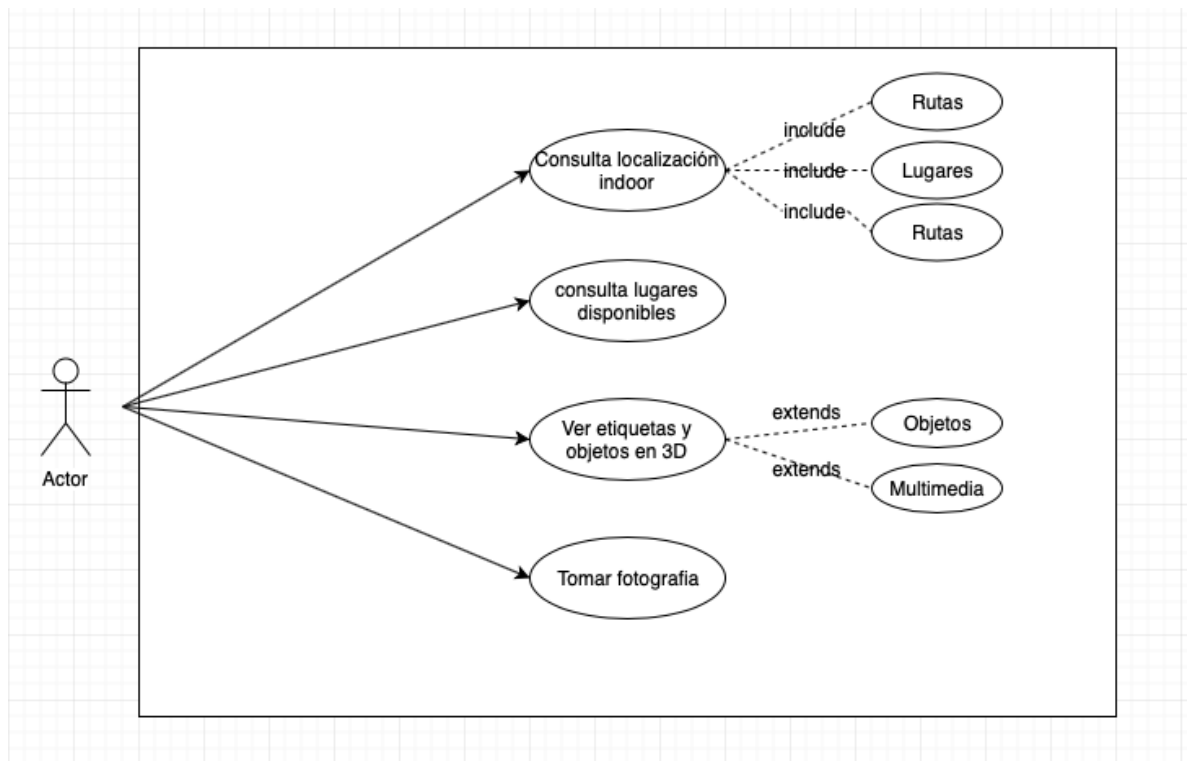 Rutas
include
Consulta localización
indoor
include
Lugares
include
Rutas
consulta lugares
disponibles
Ver etiquetas y
objetos en 3D
extends
Objetos
extends
Multimedia
Actor
Tomar fotografia